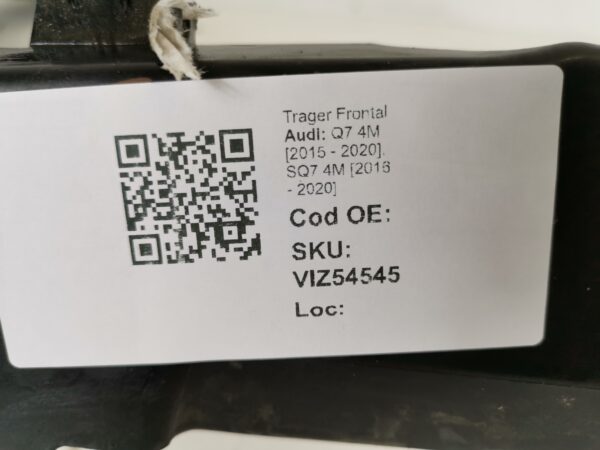 Trager Frontal
Audi: Q7 4M
[2015 - 2020],
SQ7 4M [2016
- 2020]
Cod OE:
SKU:
VIZ54545
Loc: